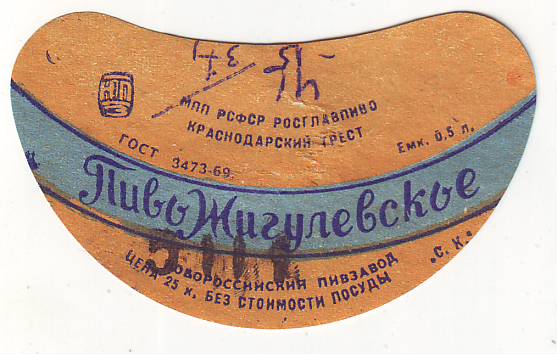 МПП РСФСР РОСГЛАВПИВО
КРАСНОДАРСКИЙ ТРЕСТ
ГОСТ 3473-69
Емк. 0,5 л.
Пиво Жигулевское
НОВОРОССИЙСКИЙ ПИВЗАВОД
ЦЕНА 25 к. БЕЗ СТОИМОСТИ ПОСУДЫ
„С. К."